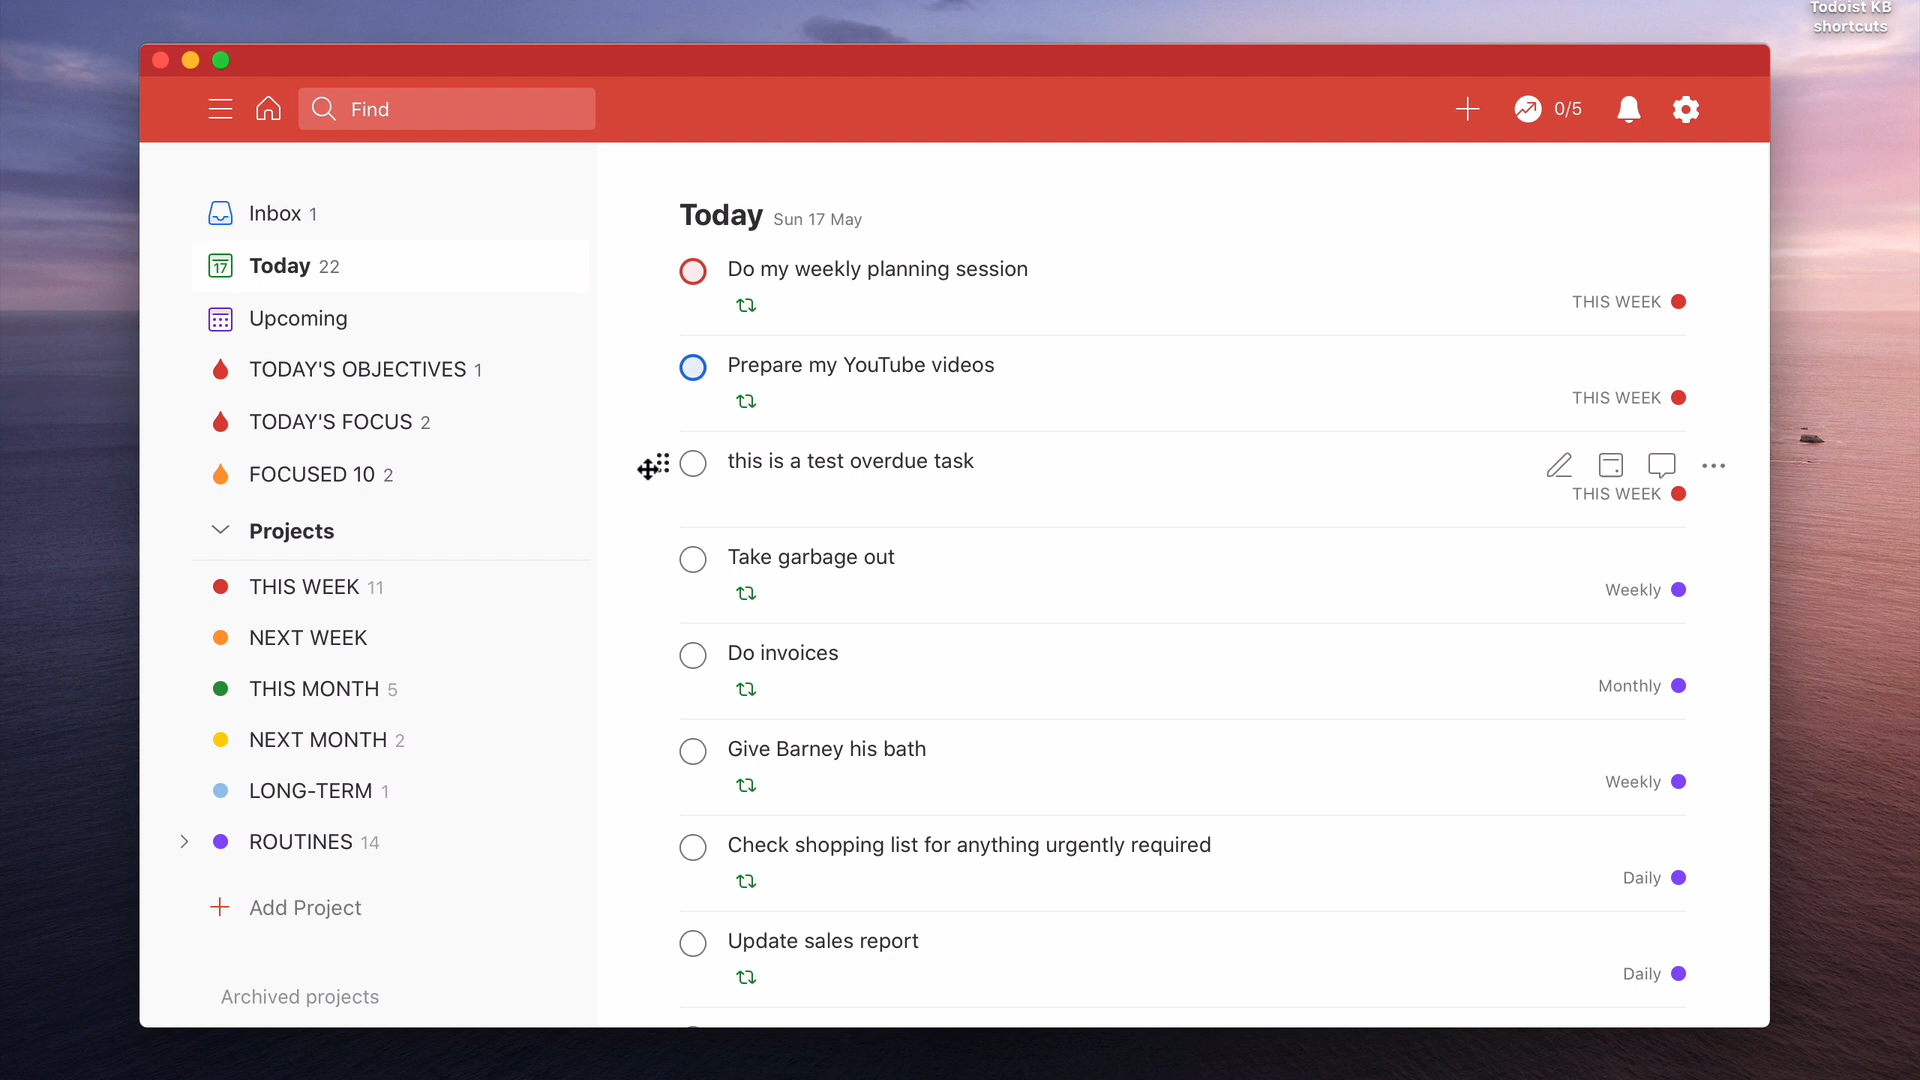 Todoist KB
shortcuts
Find
0/5
Inbox 1
17 Today 22
Upcoming
TODAY'S OBJECTIVES 1
TODAY'S FOCUS 2
FOCUSED 10 2
Projects
THIS WEEK 11
NEXT WEEK
THIS MONTH 5
NEXT MONTH 2
LONG-TERM 1
ROUTINES 14
Add Project
Archived projects
Today Sun 17 May
Do my weekly planning session
THIS WEEK
Prepare my YouTube videos
THIS WEEK
this is a test overdue task
THIS WEEK
Take garbage out
Weekly
Do invoices
Monthly
Give Barney his bath
Weekly
Check shopping list for anything urgently required
Daily
Update sales report
Daily